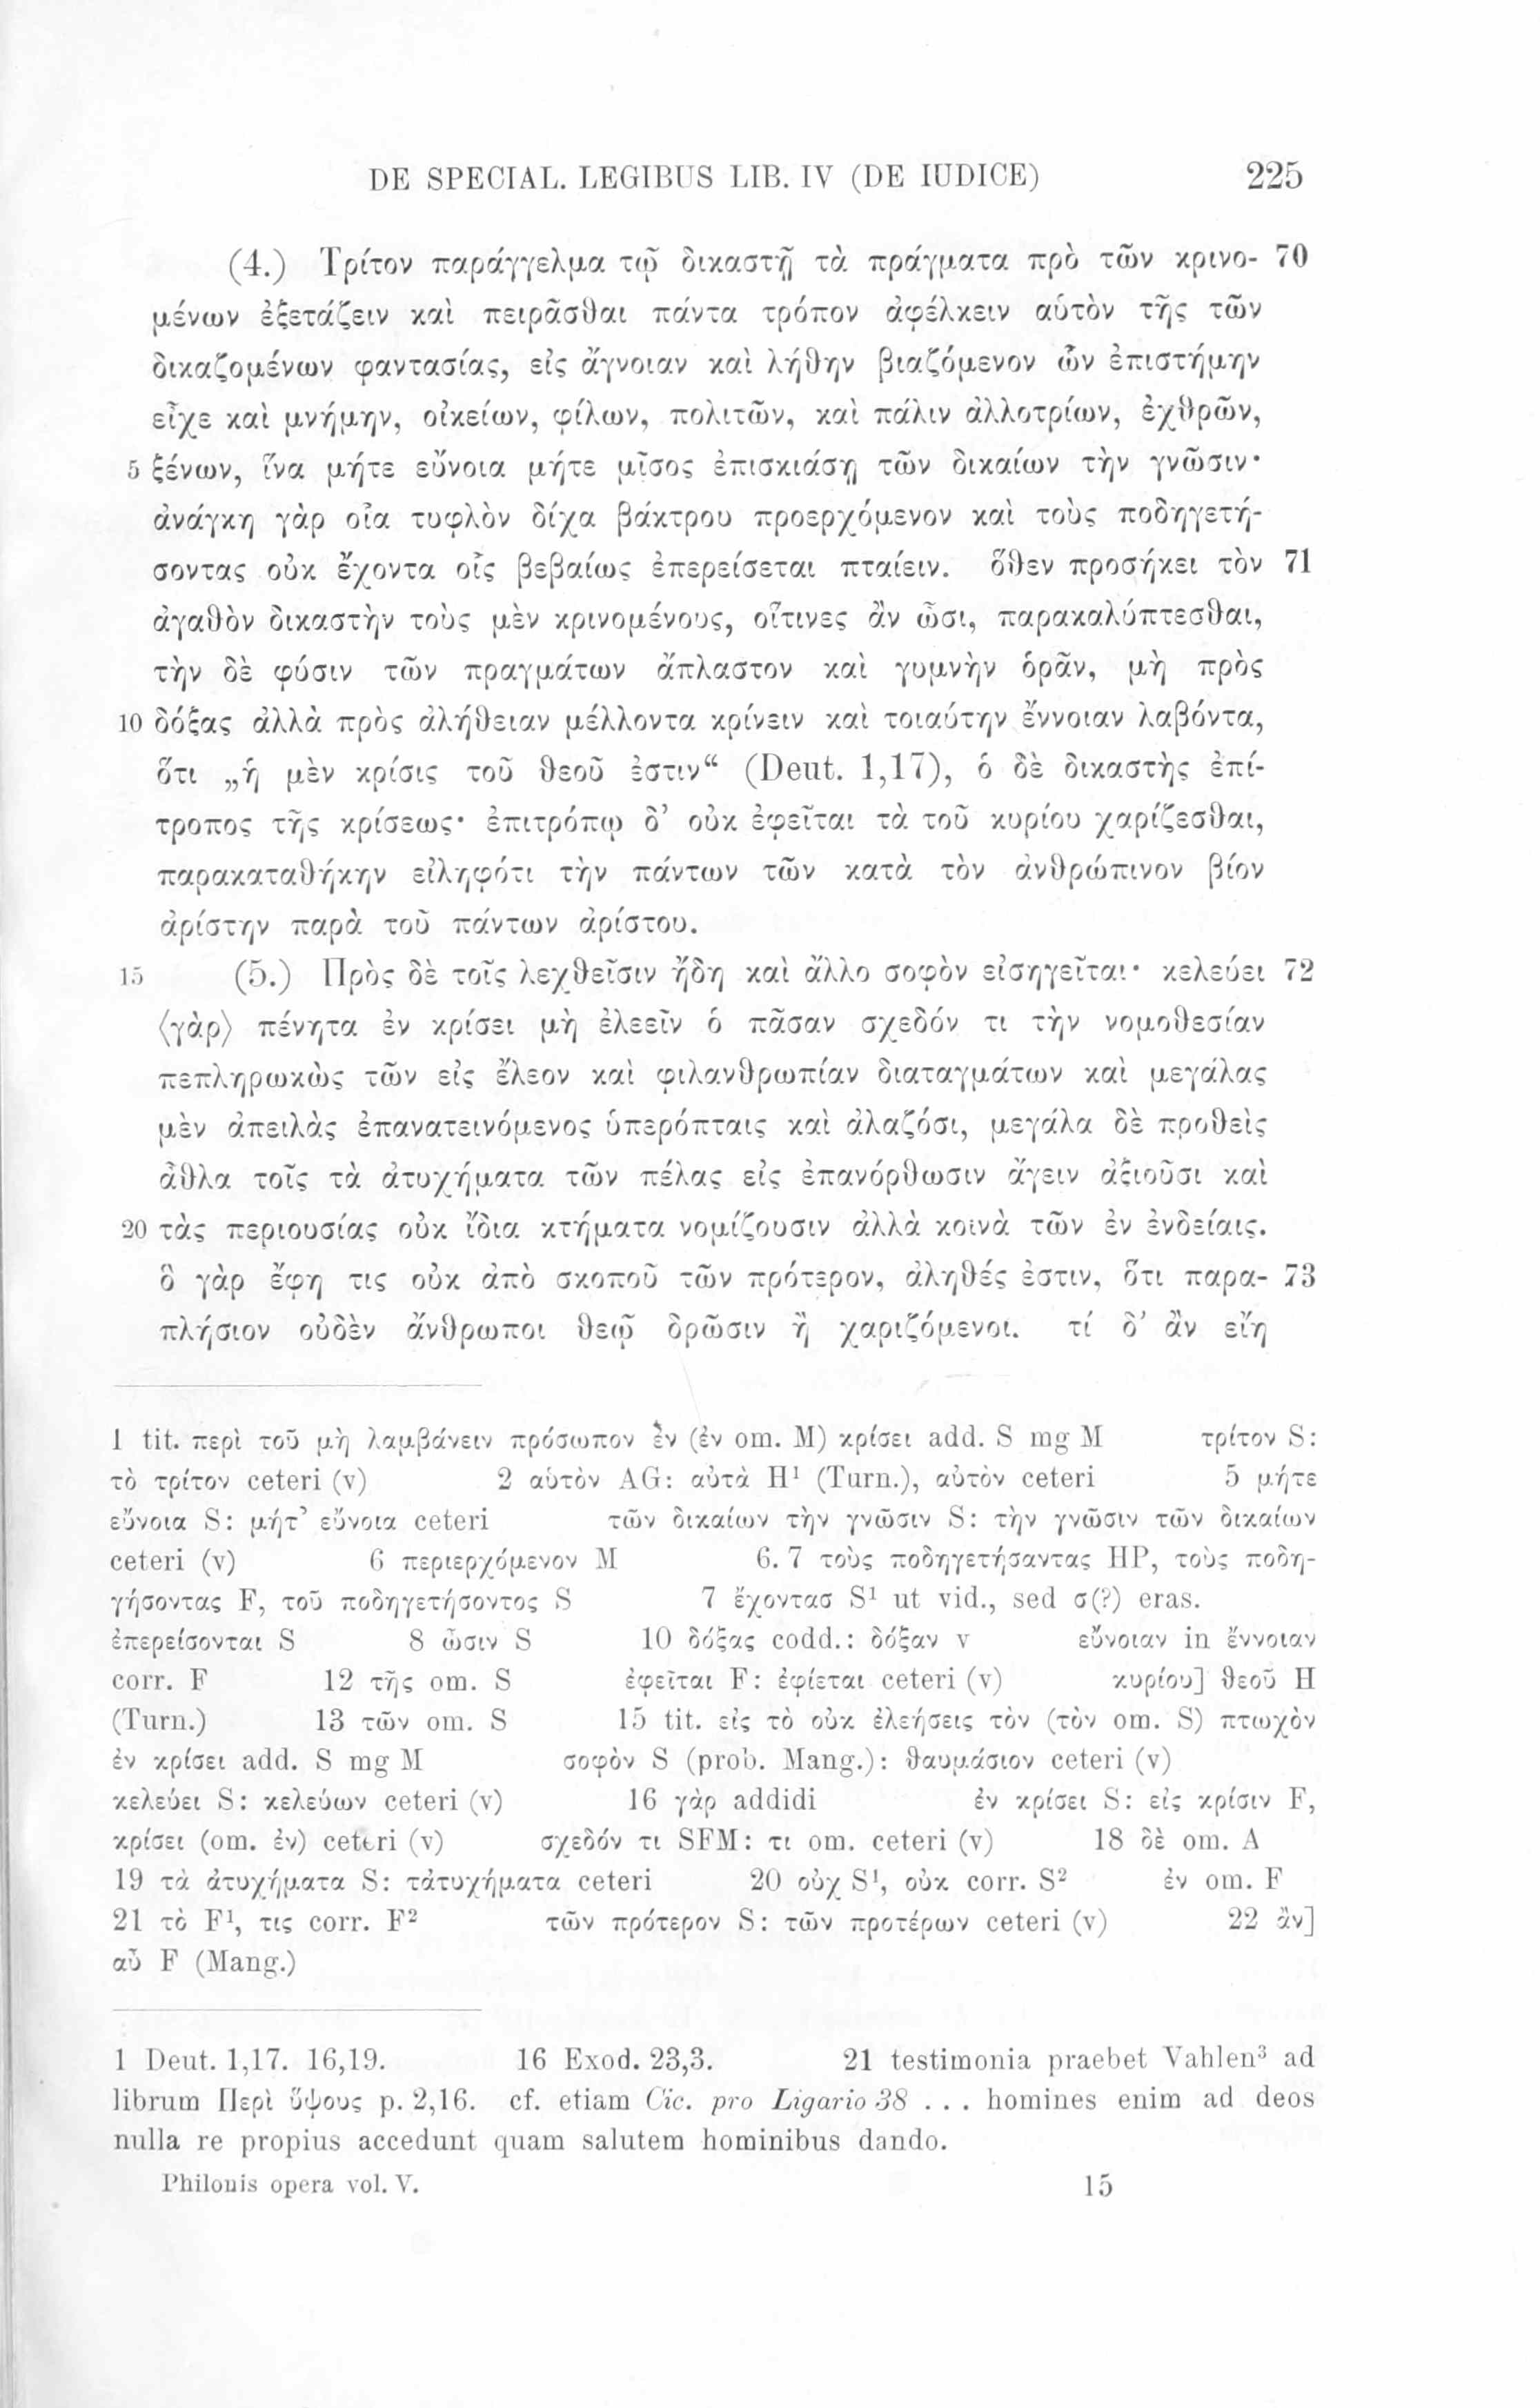 DE SPECIAL. LEGIBUS LIB. IV (DE IUDICE) 225
(4.) Τρίτον παράγγελμα τῷ δικαστῇ τὰ πράγματα πρὸ τῶν κρινο- 70
μένων ἐξετάζειν καὶ πειρᾶσθαι πάντα τρόπον ἀφέλκειν αὑτὸν τῆς τῶν
δικαζομένων φαντασίας, εἰς ἄγνοιαν καὶ λήθην βιαζόμενον ὧν ἐπιστήμην
εἶχε καὶ μνήμην, οἰκείων, φίλων, πολιτῶν, καὶ πάλιν ἀλλοτρίων, ἐχθρῶν,
5 ξένων, ἵνα μήτε εὔνοια μήτε μῖσος ἐπισκιάσῃ τῶν δικαίων τὴν γνῶσιν·
ἀνάγκη γὰρ οἷα τυφλὸν δίχα βάκτρου προερχόμενον καὶ τοὺς ποδηγετή-
σοντας οὐκ ἔχοντα οἷς βεβαίως ἐπερείσεται πταίειν. ὅθεν προσήκει τὸν 71
ἀγαθὸν δικαστὴν τοὺς μὲν κρινομένους, οἵτινες ἂν ὦσι, παρακαλύπτεσθαι,
τὴν δὲ φύσιν τῶν πραγμάτων ἄπλαστον καὶ γυμνὴν ὁρᾶν, μὴ πρὸς
10 δόξας ἀλλὰ πρὸς ἀλήθειαν μέλλοντα κρίνειν καὶ τοιαύτην ἔννοιαν λαβόντα,
ὅτι „ἡ μὲν κρίσις τοῦ θεοῦ ἐστιν“ (Deut. 1,17), ὁ δὲ δικαστὴς ἐπί-
τροπος τῆς κρίσεως· ἐπιτρόπῳ δ’ οὐκ ἐφεῖται τὰ τοῦ κυρίου χαρίζεσθαι,
παρακαταθήκην εἰληφότι τὴν πάντων τῶν κατὰ τὸν ἀνθρώπινον βίον
ἀρίστην παρὰ τοῦ πάντων ἀρίστου.
15 (5.) Πρὸς δὲ τοῖς λεχθεῖσιν ἤδη καὶ ἄλλο σοφὸν εἰσηγεῖται· κελεύει 72
⟨γὰρ⟩ πένητα ἐν κρίσει μὴ ἐλεεῖν ὁ πᾶσαν σχεδόν τι τὴν νομοθεσίαν
πεπληρωκὼς τῶν εἰς ἔλεον καὶ φιλανθρωπίαν διαταγμάτων καὶ μεγάλας
μὲν ἀπειλὰς ἐπανατεινόμενος ὑπερόπταις καὶ ἀλαζόσι, μεγάλα δὲ προθεὶς
ἆθλα τοῖς τὰ ἀτυχήματα τῶν πέλας εἰς ἐπανόρθωσιν ἄγειν ἀξιοῦσι καὶ
20 τὰς περιουσίας οὐκ ἴδια κτήματα νομίζουσιν ἀλλὰ κοινὰ τῶν ἐν ἐνδείαις.
ὃ γὰρ ἔφη τις οὐκ ἀπὸ σκοποῦ τῶν πρότερον, ἀληθές ἐστιν, ὅτι παρα- 73
πλήσιον οὐδὲν ἄνθρωποι θεῷ δρῶσιν ἢ χαριζόμενοι. τί δ’ ἂν εἴη
1 tit. περὶ τοῦ μὴ λαμβάνειν πρόσωπον ἐν (ἐν om. M) κρίσει add. S mg M τρίτον S:
τὸ τρίτον ceteri (v) 2 αὑτὸν AG: αὐτὰ H¹ (Turn.), αὐτὸν ceteri 5 μήτε
εὔνοια S: μήτ’ εὔνοια ceteri τῶν δικαίων τὴν γνῶσιν S: τὴν γνῶσιν τῶν δικαίων
ceteri (v) 6 περιερχόμενον M 6. 7 τοὺς ποδηγετήσαντας HP, τοὺς ποδη-
γήσοντας F, τοῦ ποδηγετήσοντος S 7 ἔχοντασ S¹ ut vid., sed σ(?) eras.
ἐπερείσονται S 8 ὦσιν S 10 δόξας codd.: δόξαν v εὔνοιαν in ἔννοιαν
corr. F 12 τῆς om. S ἐφεῖται F: ἐφίεται ceteri (v) κυρίου] θεοῦ H
(Turn.) 13 τῶν om. S 15 tit. εἰς τὸ οὐκ ἐλεήσεις τὸν (τὸν om. S) πτωχὸν
ἐν κρίσει add. S mg M σοφὸν S (prob. Mang.): θαυμάσιον ceteri (v)
κελεύει S: κελεύων ceteri (v) 16 γὰρ addidi ἐν κρίσει S: εἰς κρίσιν F,
κρίσει (om. ἐν) ceteri (v) σχεδόν τι SFM: τι om. ceteri (v) 18 δὲ om. A
19 τὰ ἀτυχήματα S: τἀτυχήματα ceteri 20 οὐχ S¹, οὐκ corr. S² ἐν om. F
21 τὸ F¹, τις corr. F² τῶν πρότερον S: τῶν προτέρων ceteri (v) 22 ἂν]
αὖ F (Mang.)
1 Deut. 1,17. 16,19. 16 Exod. 23,3. 21 testimonia praebet Vahlen³ ad
librum Περὶ ὕψους p. 2,16. cf. etiam Cic. pro Ligario 38 . . . homines enim ad deos
nulla re propius accedunt quam salutem hominibus dando.
Philonis opera vol. V. 15